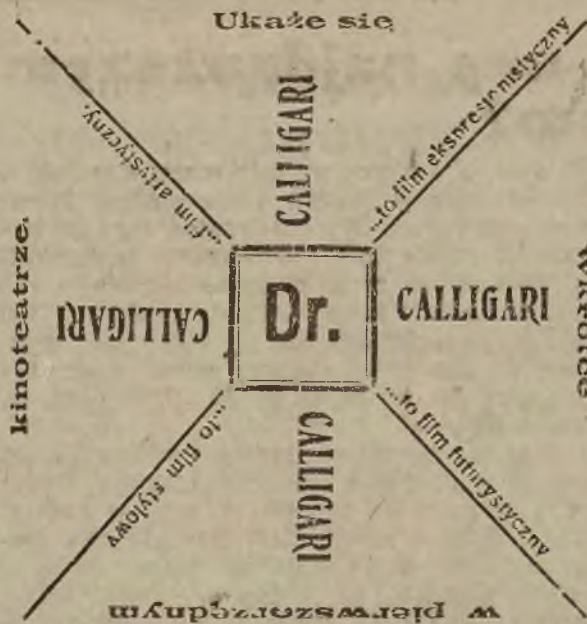 Ukaże się
wkrótce
w pierwszorzędnym
kinoteatrze.
Dr.
CALLIGARI
...to film ekspresjonistyczny
CALLIGARI
...to film futurystyczny
CALLIGARI
...to film stylowy
CALLIGARI
...film artystyczny.